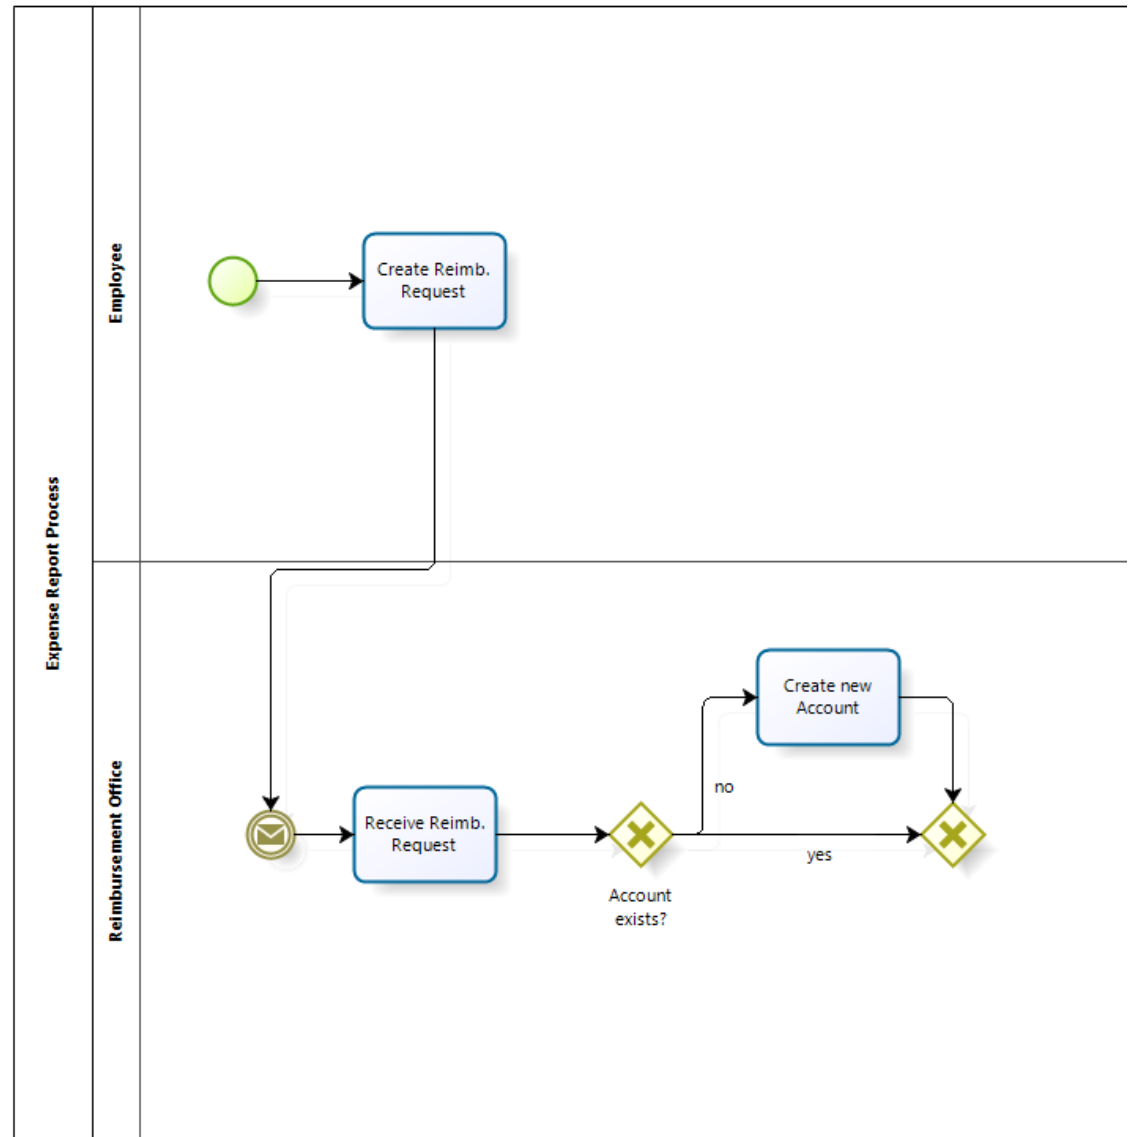 Expense Report Process
Employee
Create Reimb.
Request
Reimbursement Office
Receive Reimb.
Request
Account
exists?
no
yes
Create new
Account